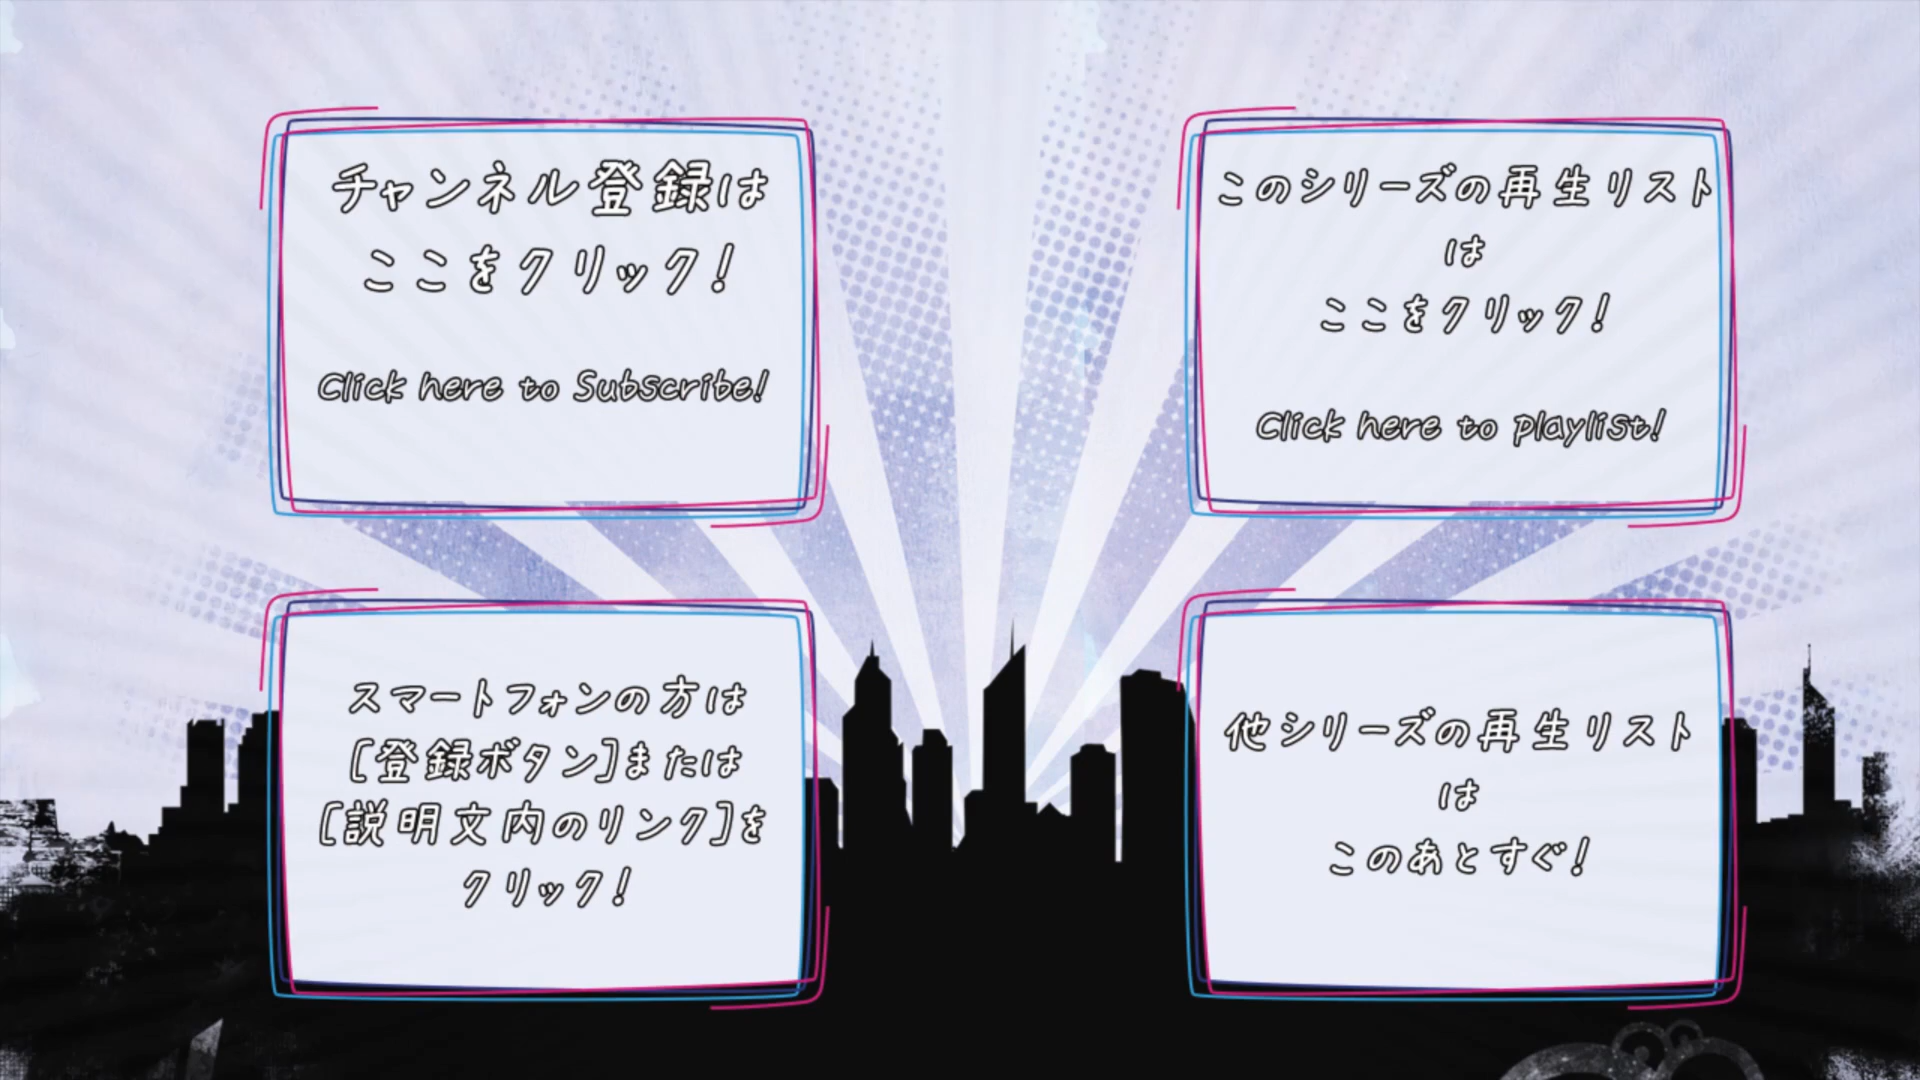 チャンネル登録は
ここをクリック!
Click here to Subscribe!
このシリーズの再生リスト
は
ここをクリック!
Click here to playlist!
スマートフォンの方は
[登録ボタン]または
[説明文内のリンク]を
クリック!
他シリーズの再生リスト
は
このあとすぐ!